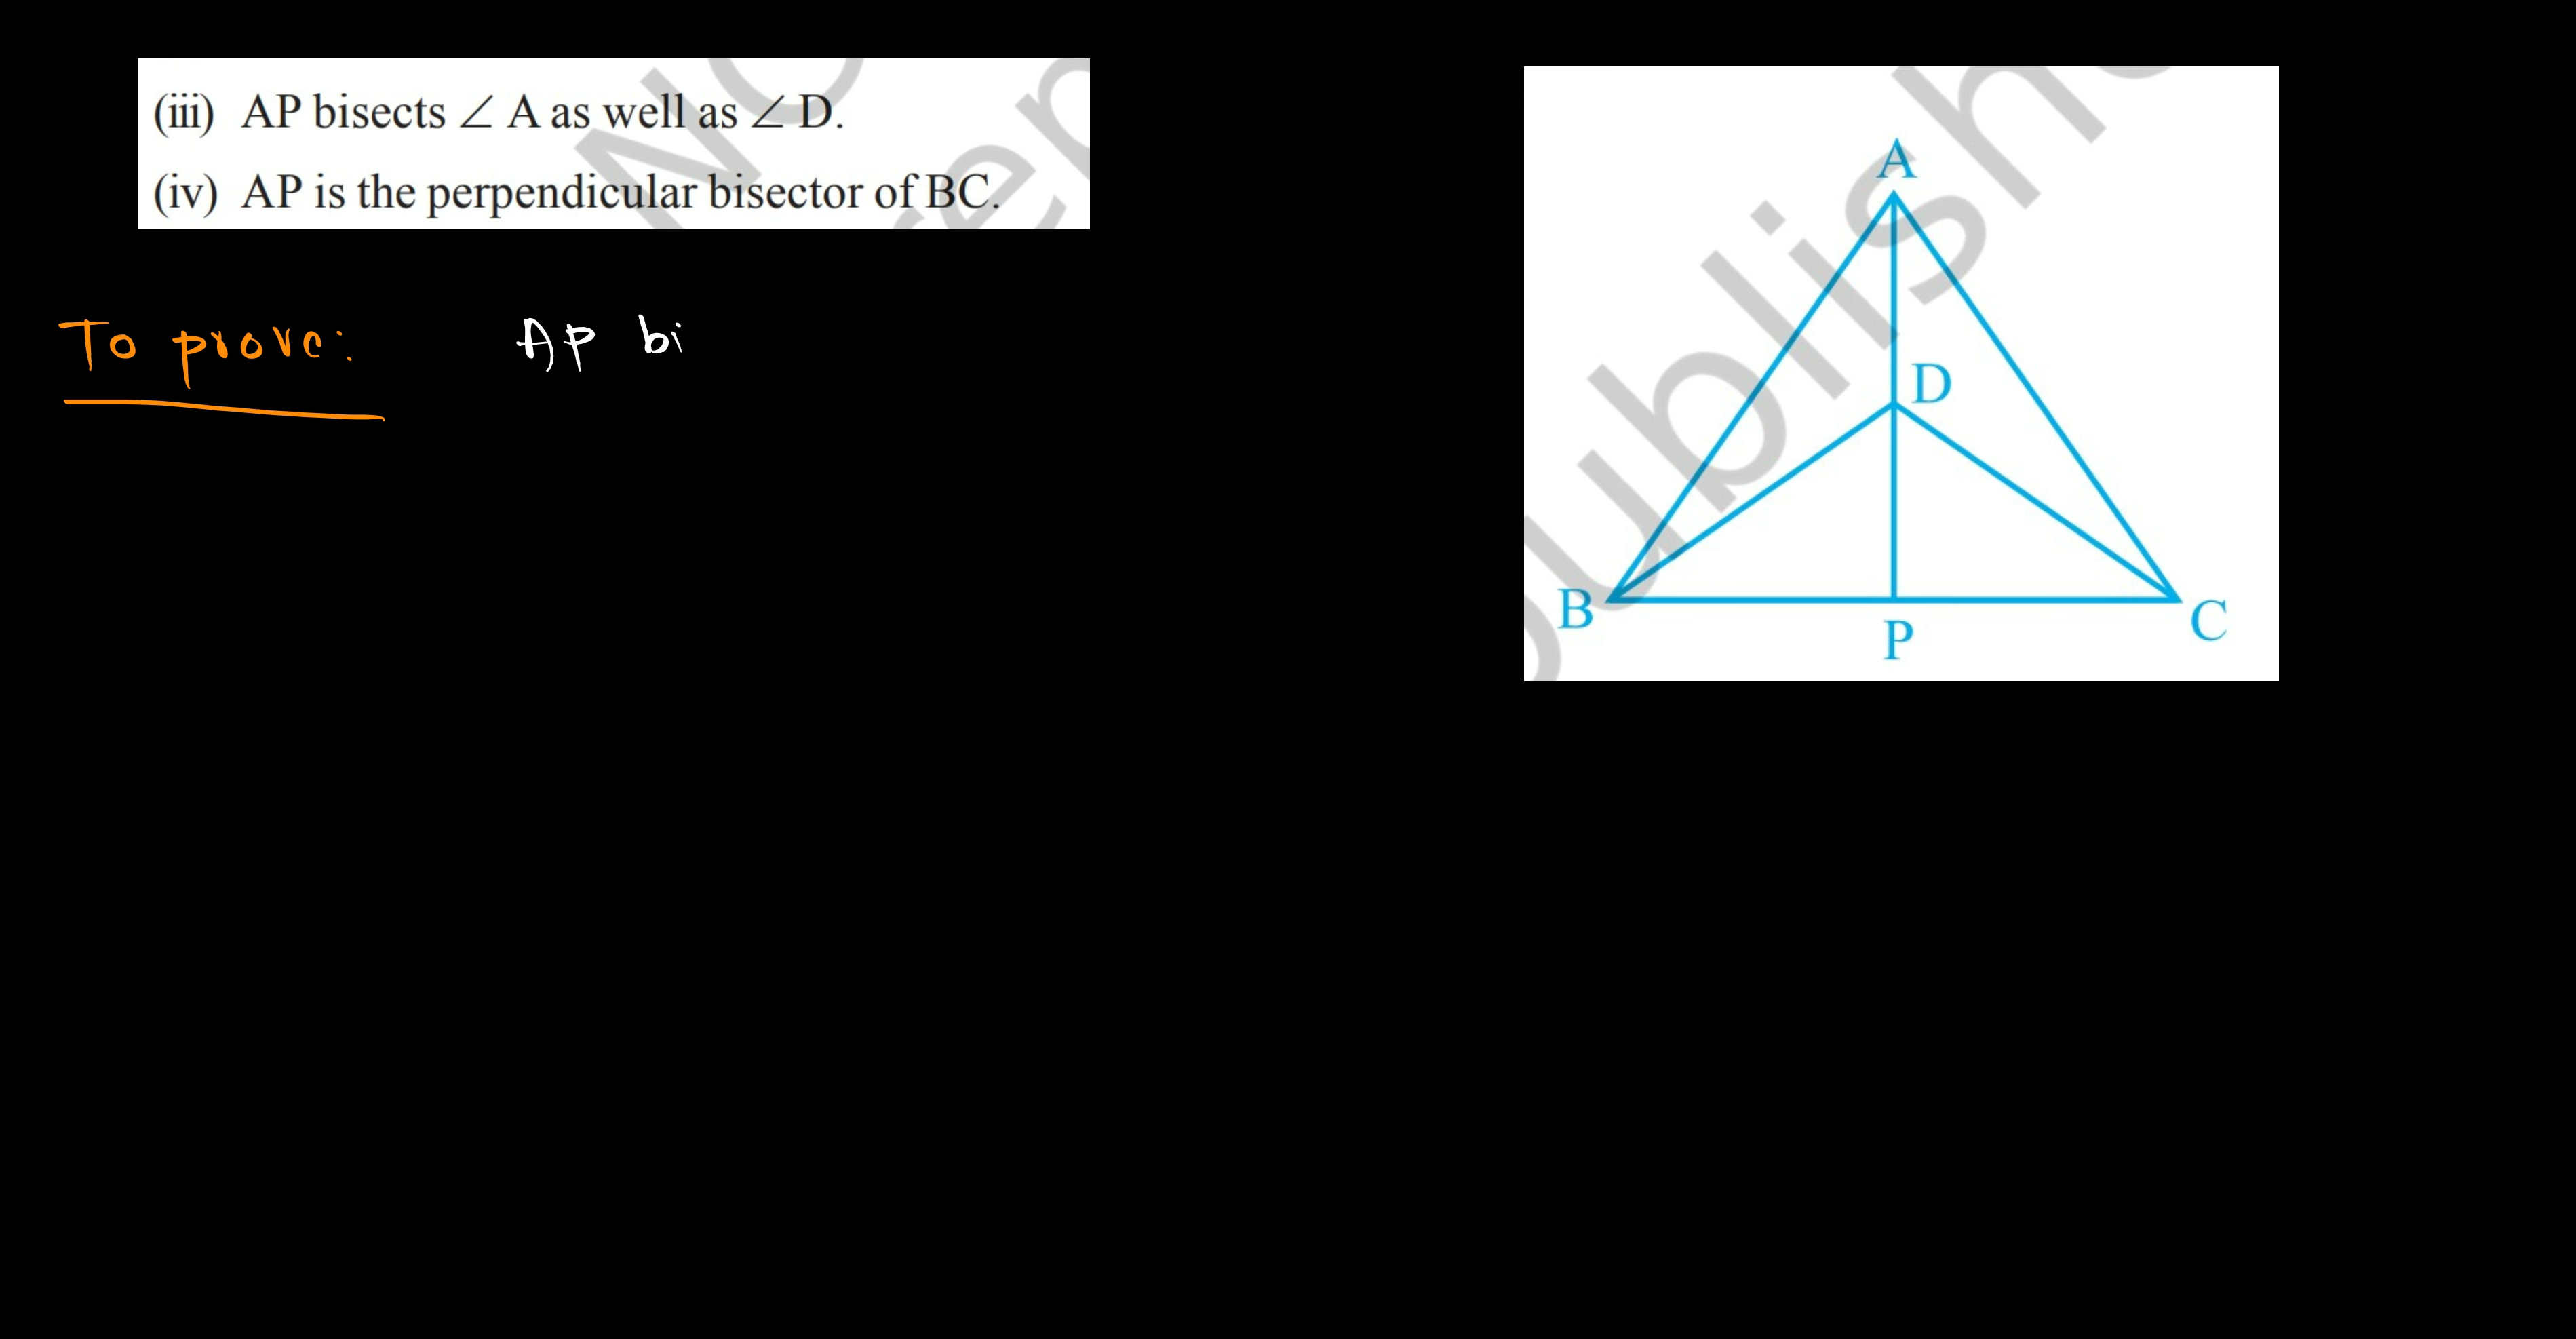 (iii) AP bisects ∠ A as well as ∠ D.
(iv) AP is the perpendicular bisector of BC.
To prove: AP bi
A
D
B
P
C